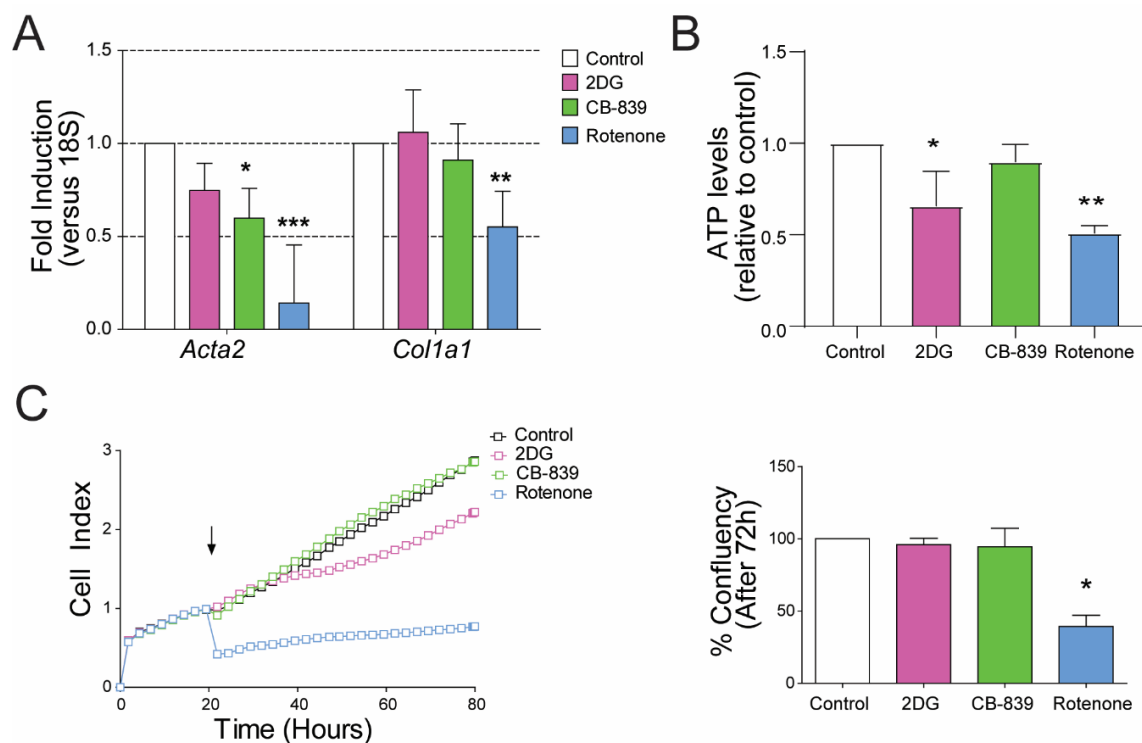 A
Fold Induction
(versus 18S)
1.5
1.0
0.5
0.0
*
***
**
Acta2
Col1a1
Control
2DG
CB-839
Rotenone
B
ATP levels
(relative to control)
1.5
1.0
0.5
1.0
*
**
Control
2DG
CB-839
Rotenone
C
Cell Index
3
2
1
0
0
20
40
60
80
Time (Hours)
Control
2DG
CB-839
Rotenone
% Confluency
(After 72h)
150
100
50
0
*
Control
2DG
CB-839
Rotenone